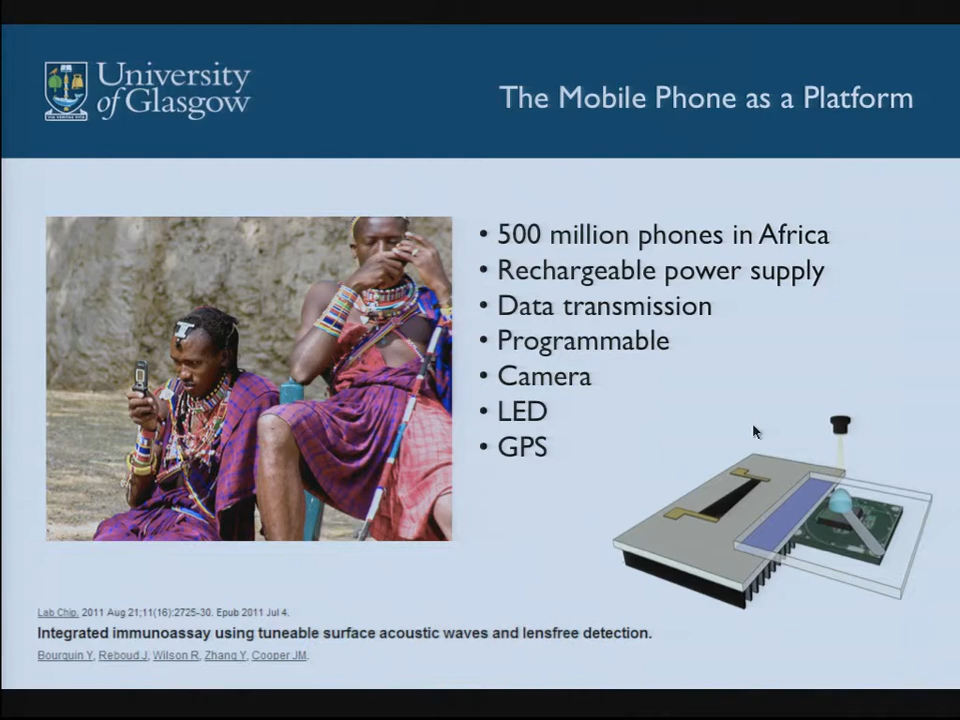 University
of Glasgow
The Mobile Phone as a Platform
• 500 million phones in Africa
• Rechargeable power supply
• Data transmission
• Programmable
• Camera
• LED
• GPS
Lab Chip. 2011 Aug 21;11(16):2725-30. Epub 2011 Jul 4.
Integrated immunoassay using tuneable surface acoustic waves and lensfree detection.
Bourquin Y, Reboud J, Wilson R, Zhang Y, Cooper JM.